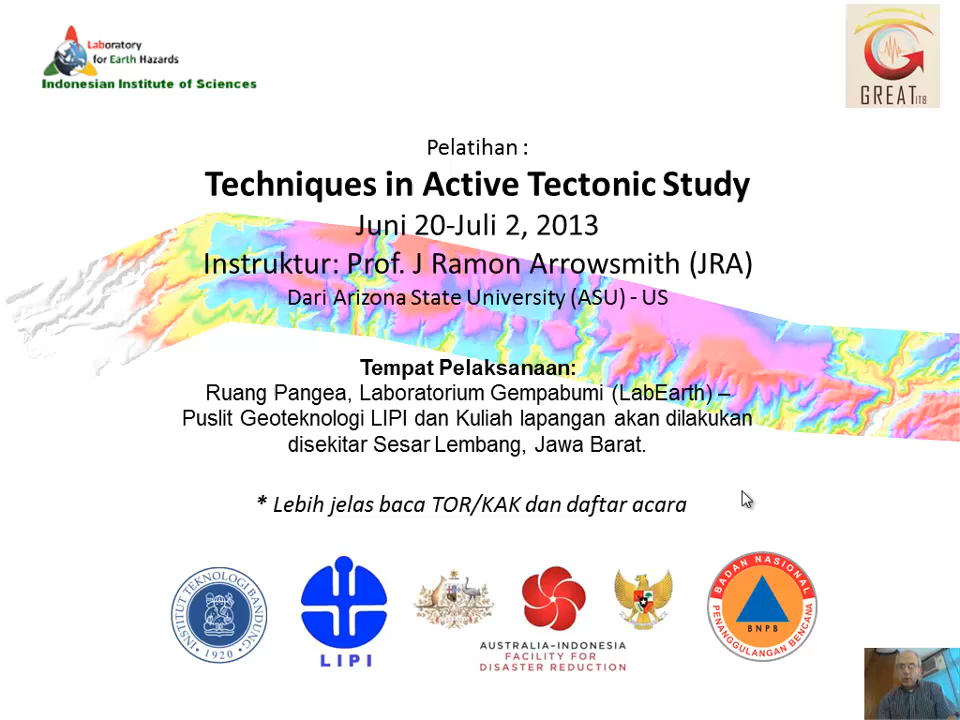 Laboratory
for Earth Hazards
Indonesian Institute of Sciences
GREAT ITB
Pelatihan :
Techniques in Active Tectonic Study
Juni 20-Juli 2, 2013
Instruktur: Prof. J Ramon Arrowsmith (JRA)
Dari Arizona State University (ASU) - US
Tempat Pelaksanaan:
Ruang Pangea, Laboratorium Gempabumi (LabEarth) –
Puslit Geoteknologi LIPI dan Kuliah lapangan akan dilakukan
disekitar Sesar Lembang, Jawa Barat.
* Lebih jelas baca TOR/KAK dan daftar acara
INSTITUT TEKNOLOGI BANDUNG
1920
LIPI
AUSTRALIA–INDONESIA
FACILITY FOR
DISASTER REDUCTION
BADAN NASIONAL
BNPB
PENANGGULANGAN BENCANA